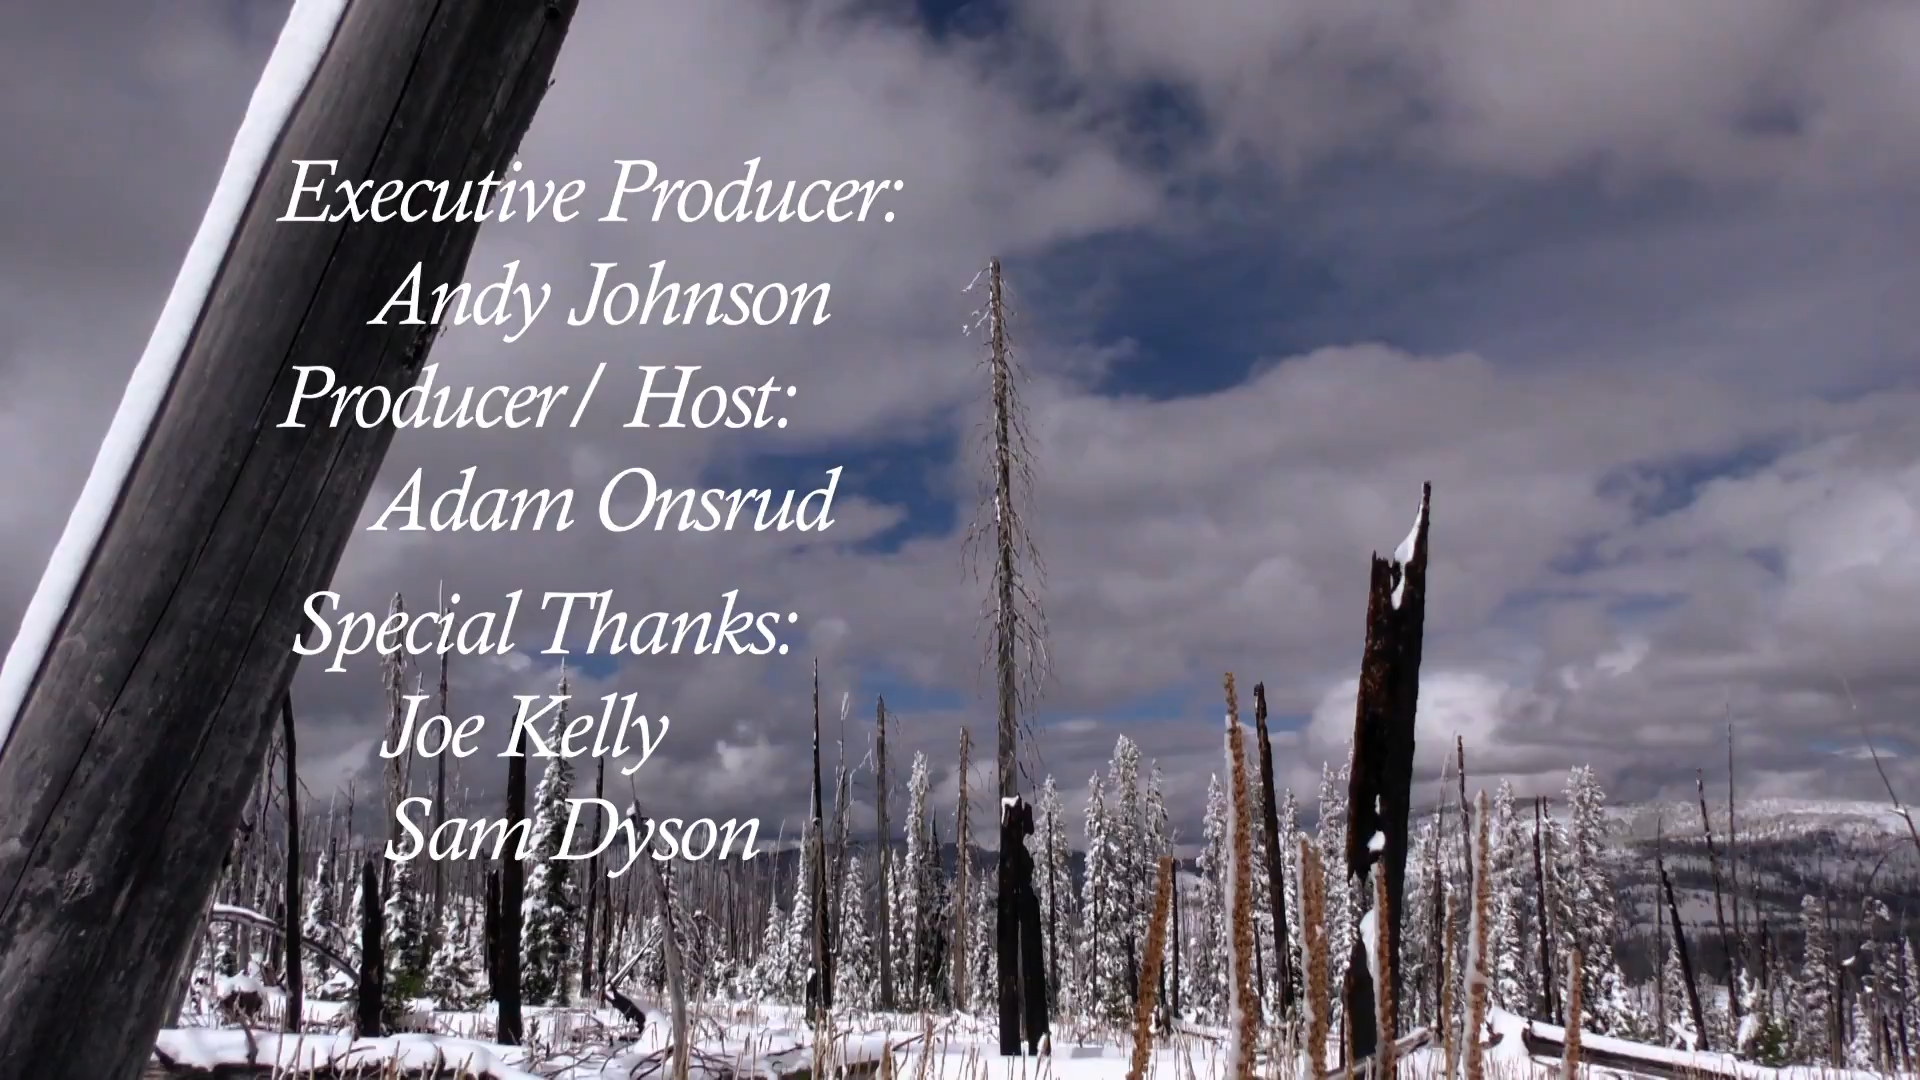 Executive Producer:
Andy Johnson
Producer/ Host:
Adam Onsrud
Special Thanks:
Joe Kelly
Sam Dyson